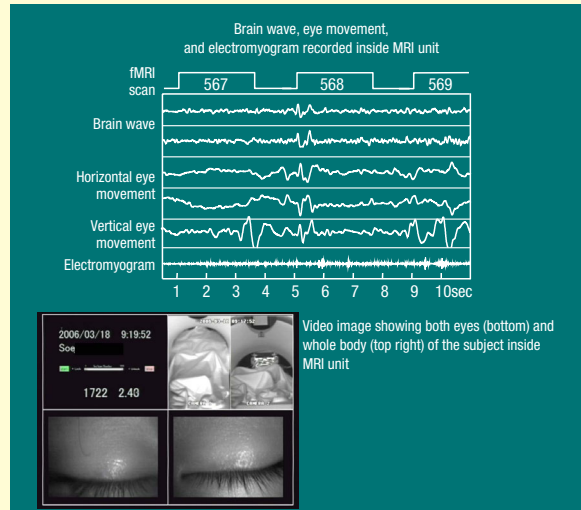 Brain wave, eye movement,
and electromyogram recorded inside MRI unit
fMRI
scan
567 568 569
Brain wave
Horizontal eye
movement
Vertical eye
movement
Electromyogram
1 2 3 4 5 6 7 8 9 10sec
2006/03/18 9:19:52
Soe
1722 2.40
Video image showing both eyes (bottom) and
whole body (top right) of the subject inside
MRI unit